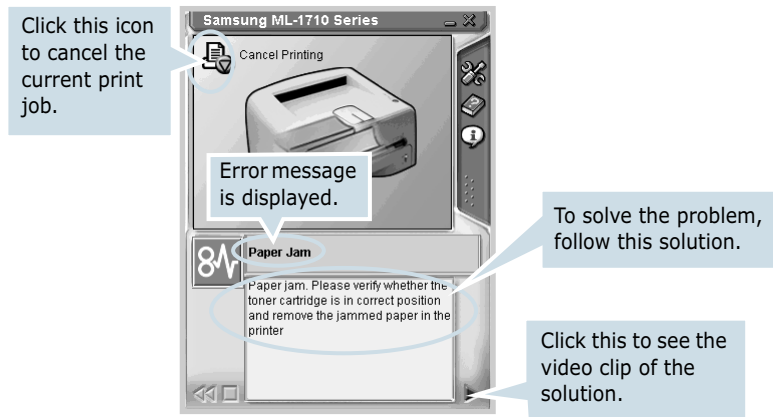 Samsung ML-1710 Series
Click this icon
to cancel the
current print
job.
Cancel Printing
Error message
is displayed.
To solve the problem,
follow this solution.
Paper Jam
Paper jam. Please verify whether the
toner cartridge is in correct position
and remove the jammed paper in the
printer
Click this to see the
video clip of the
solution.